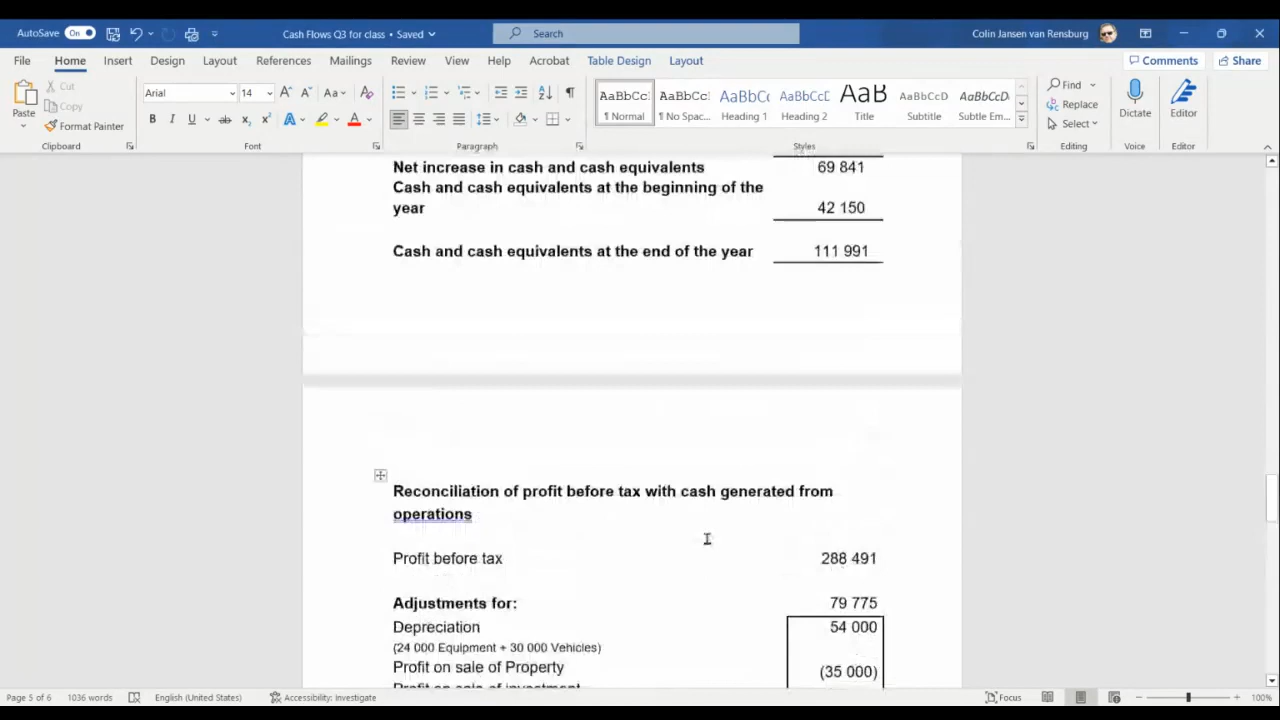 AutoSave On Cash Flows Q3 for class • Saved Search Colin Jansen van Rensburg
File Home Insert Design Layout References Mailings Review View Help Acrobat Table Design Layout Comments Share
Paste Cut Copy Format Painter
Arial 14
AaBbCc AaBbCc AaBbCc AaBbCc AaB AaBbCcD AaBbCcD
¶ Normal ¶ No Spac... Heading 1 Heading 2 Title Subtitle Subtle Em...
Find Replace Select Dictate Editor
Clipboard Font Paragraph Styles Editing Voice Editor
Net increase in cash and cash equivalents 69 841
Cash and cash equivalents at the beginning of the
year 42 150
Cash and cash equivalents at the end of the year 111 991
Reconciliation of profit before tax with cash generated from
operations
Profit before tax 288 491
Adjustments for: 79 775
Depreciation 54 000
(24 000 Equipment + 30 000 Vehicles)
Profit on sale of Property (35 000)
Profit on sale of investment
Page 5 of 6 1036 words English (United States) Accessibility: Investigate Focus 100%